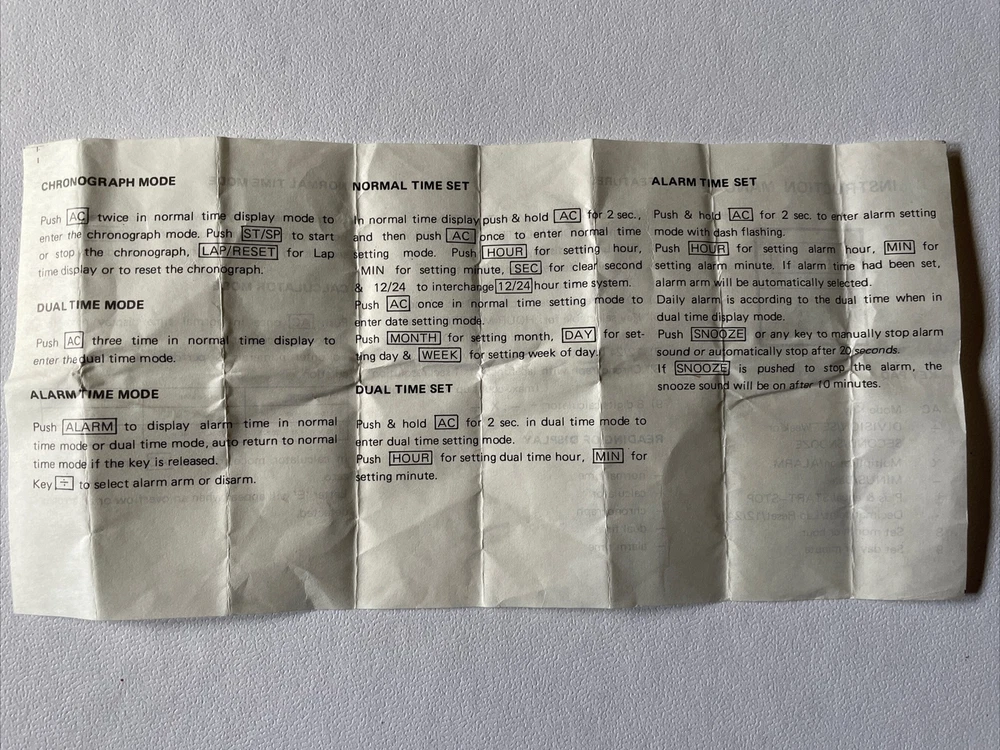 CHRONOGRAPH MODE
Push AC twice in normal time display mode to
enter the chronograph mode. Push ST/SP to start
or stop the chronograph, LAP/RESET for Lap
time display or to reset the chronograph.
DUAL TIME MODE
Push AC three time in normal time display to
enter the dual time mode.
ALARM TIME MODE
Push ALARM to display alarm time in normal
time mode or dual time mode, auto return to normal
time mode if the key is released.
Key ÷ to select alarm arm or disarm.
NORMAL TIME SET
In normal time display push & hold AC for 2 sec.,
and then push AC once to enter normal time
setting mode. Push HOUR for setting hour,
MIN for setting minute, SEC for clear second
& 12/24 to interchange 12/24 hour time system.
Push AC once in normal time setting mode to
enter date setting mode.
Push MONTH for setting month, DAY for set-
ting day & WEEK for setting week of day.
DUAL TIME SET
Push & hold AC for 2 sec. in dual time mode to
enter dual time setting mode.
Push HOUR for setting dual time hour, MIN for
setting minute.
ALARM TIME SET
Push & hold AC for 2 sec. to enter alarm setting
mode with dash flashing.
Push HOUR for setting alarm hour, MIN for
setting alarm minute. If alarm time had been set,
alarm arm will be automatically selected.
Daily alarm is according to the dual time when in
dual time display mode.
Push SNOOZE or any key to manually stop alarm
sound or automatically stop after 20 seconds.
If SNOOZE is pushed to stop the alarm, the
snooze sound will be on after 10 minutes.